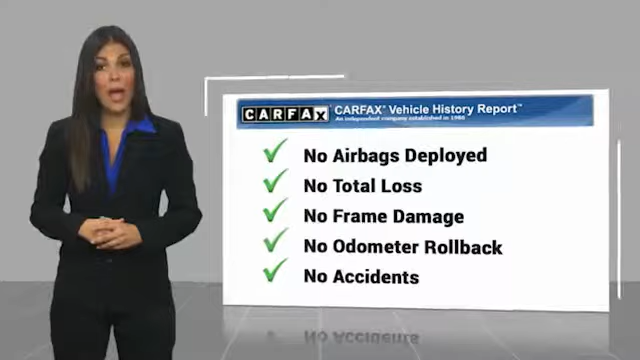 CARFAX CARFAX® Vehicle History Report™
An independent company established in 1986
No Airbags Deployed
No Total Loss
No Frame Damage
No Odometer Rollback
No Accidents